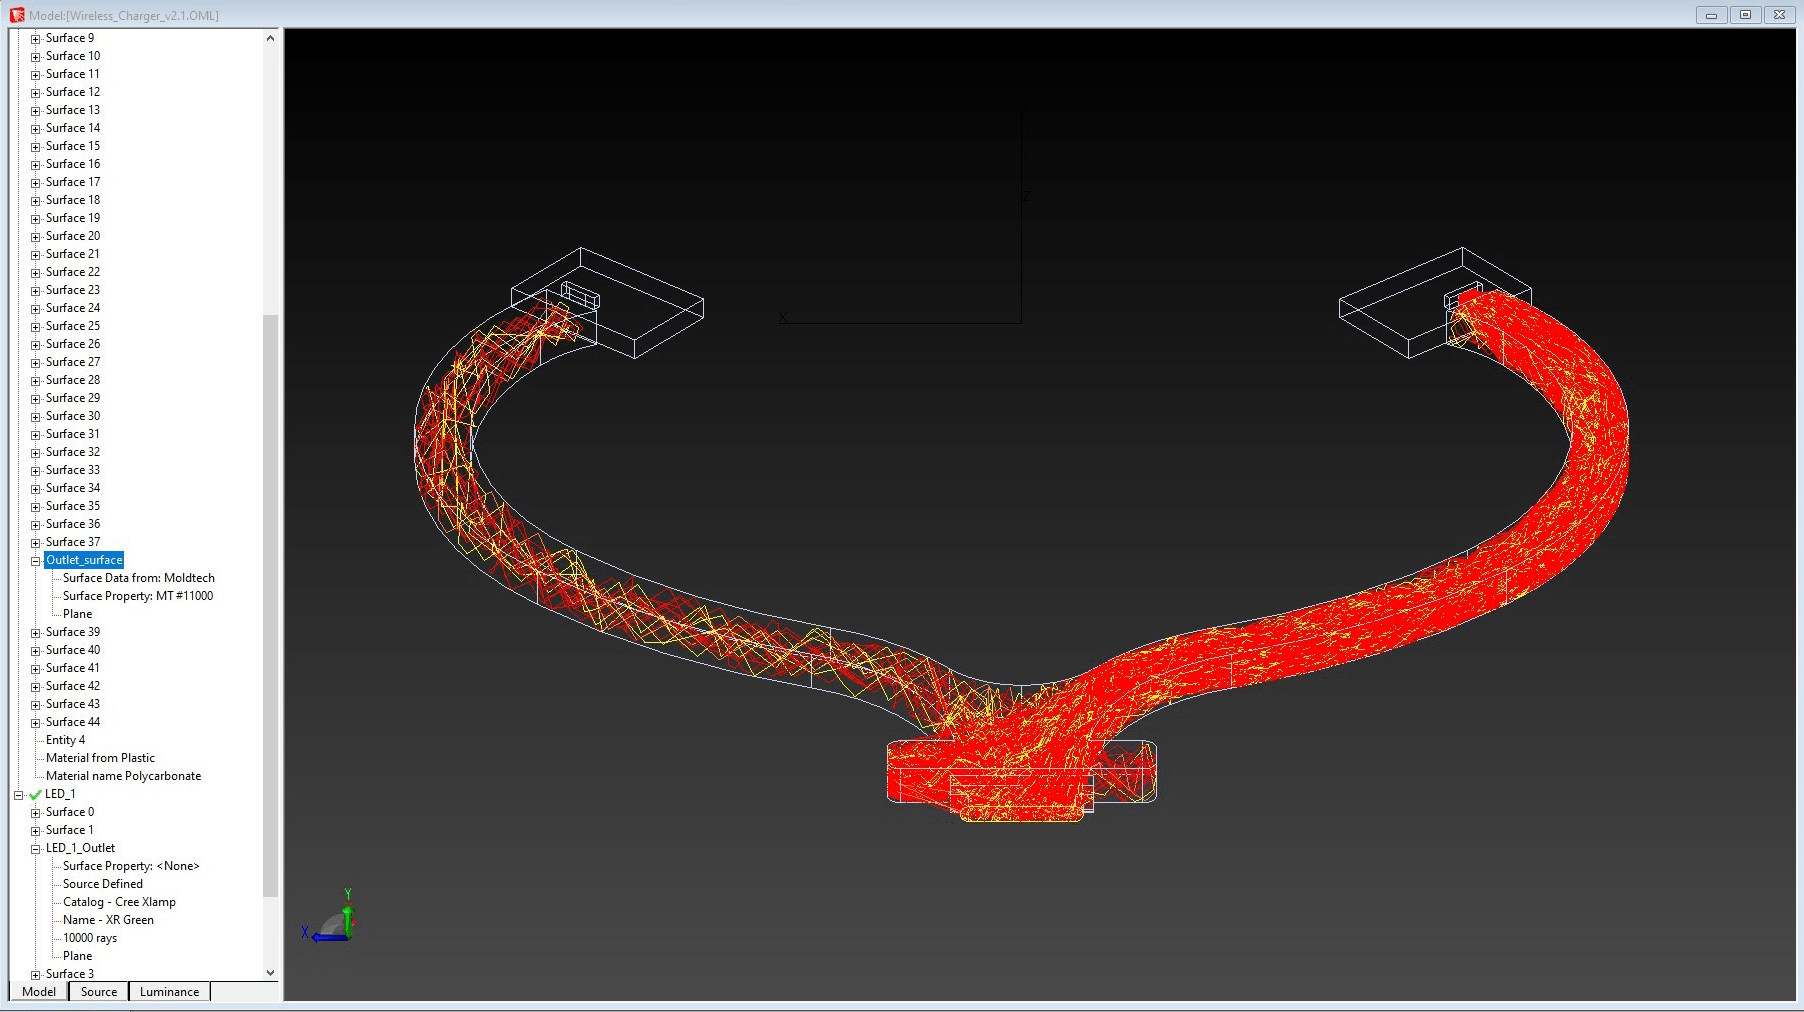 Model:[Wireless_Charger_v2.1.OML]
Surface 9
Surface 10
Surface 11
Surface 12
Surface 13
Surface 14
Surface 15
Surface 16
Surface 17
Surface 18
Surface 19
Surface 20
Surface 21
Surface 22
Surface 23
Surface 24
Surface 25
Surface 26
Surface 27
Surface 28
Surface 29
Surface 30
Surface 31
Surface 32
Surface 33
Surface 34
Surface 35
Surface 36
Surface 37
Outlet_surface
Surface Data from: Moldtech
Surface Property: MT #11000
Plane
Surface 39
Surface 40
Surface 41
Surface 42
Surface 43
Surface 44
Entity 4
Material from Plastic
Material name Polycarbonate
LED_1
Surface 0
Surface 1
LED_1_Outlet
Surface Property: <None>
Source Defined
Catalog - Cree Xlamp
Name - XR Green
10000 rays
Plane
Surface 3
Model Source Luminance
Z
X
Y
X